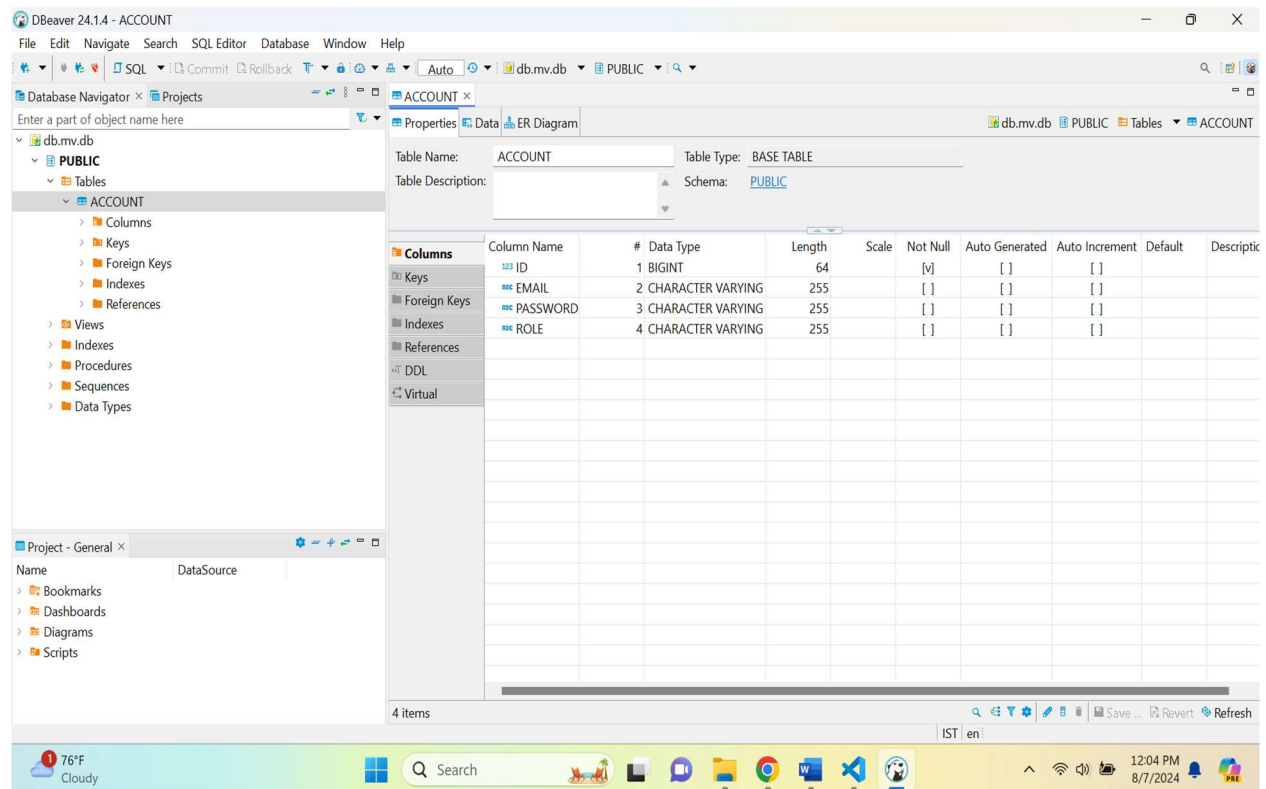 DBeaver 24.1.4 - ACCOUNT
File Edit Navigate Search SQL Editor Database Window Help
SQL Commit Rollback Auto db.mv.db PUBLIC
Database Navigator Projects
Enter a part of object name here
db.mv.db
PUBLIC
Tables
ACCOUNT
Columns
Keys
Foreign Keys
Indexes
References
Views
Indexes
Procedures
Sequences
Data Types
Project - General
Name DataSource
Bookmarks
Dashboards
Diagrams
Scripts
ACCOUNT
Properties Data ER Diagram db.mv.db PUBLIC Tables ACCOUNT
Table Name: ACCOUNT Table Type: BASE TABLE
Table Description: Schema: PUBLIC
Columns
Keys
Foreign Keys
Indexes
References
DDL
Virtual
Column Name # Data Type Length Scale Not Null Auto Generated Auto Increment Default Descriptic
123 ID 1 BIGINT 64 [v] [ ] [ ]
ABC EMAIL 2 CHARACTER VARYING 255 [ ] [ ] [ ]
ABC PASSWORD 3 CHARACTER VARYING 255 [ ] [ ] [ ]
ABC ROLE 4 CHARACTER VARYING 255 [ ] [ ] [ ]
4 items Save ... Revert Refresh
IST en
1 76°F
Cloudy
Search
12:04 PM
8/7/2024
PRE